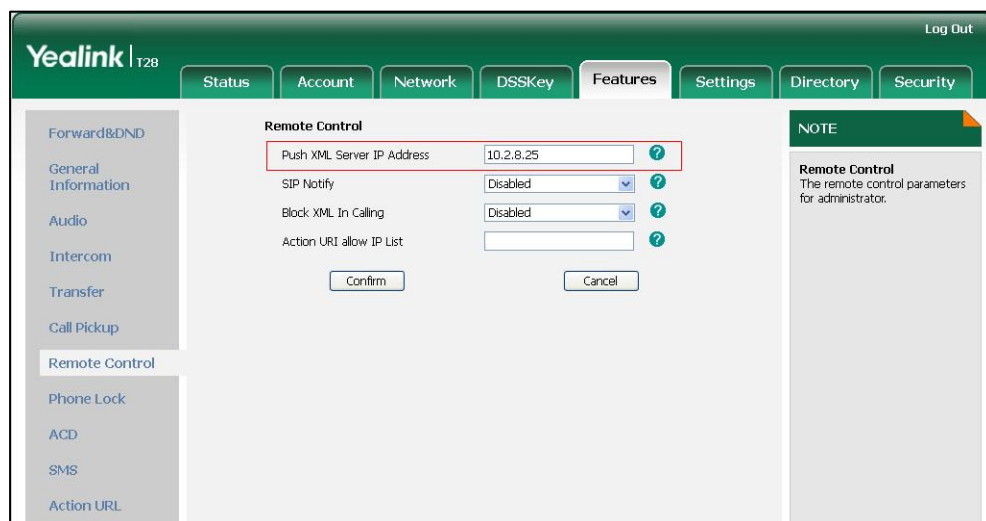 Log Out
Yealink | T28
Status Account Network DSSKey Features Settings Directory Security
Forward&DND
General
Information
Audio
Intercom
Transfer
Call Pickup
Remote Control
Phone Lock
ACD
SMS
Action URL
Remote Control
Push XML Server IP Address 10.2.8.25 ?
SIP Notify Disabled ?
Block XML In Calling Disabled ?
Action URI allow IP List ?
Confirm Cancel
NOTE
Remote Control
The remote control parameters
for administrator.